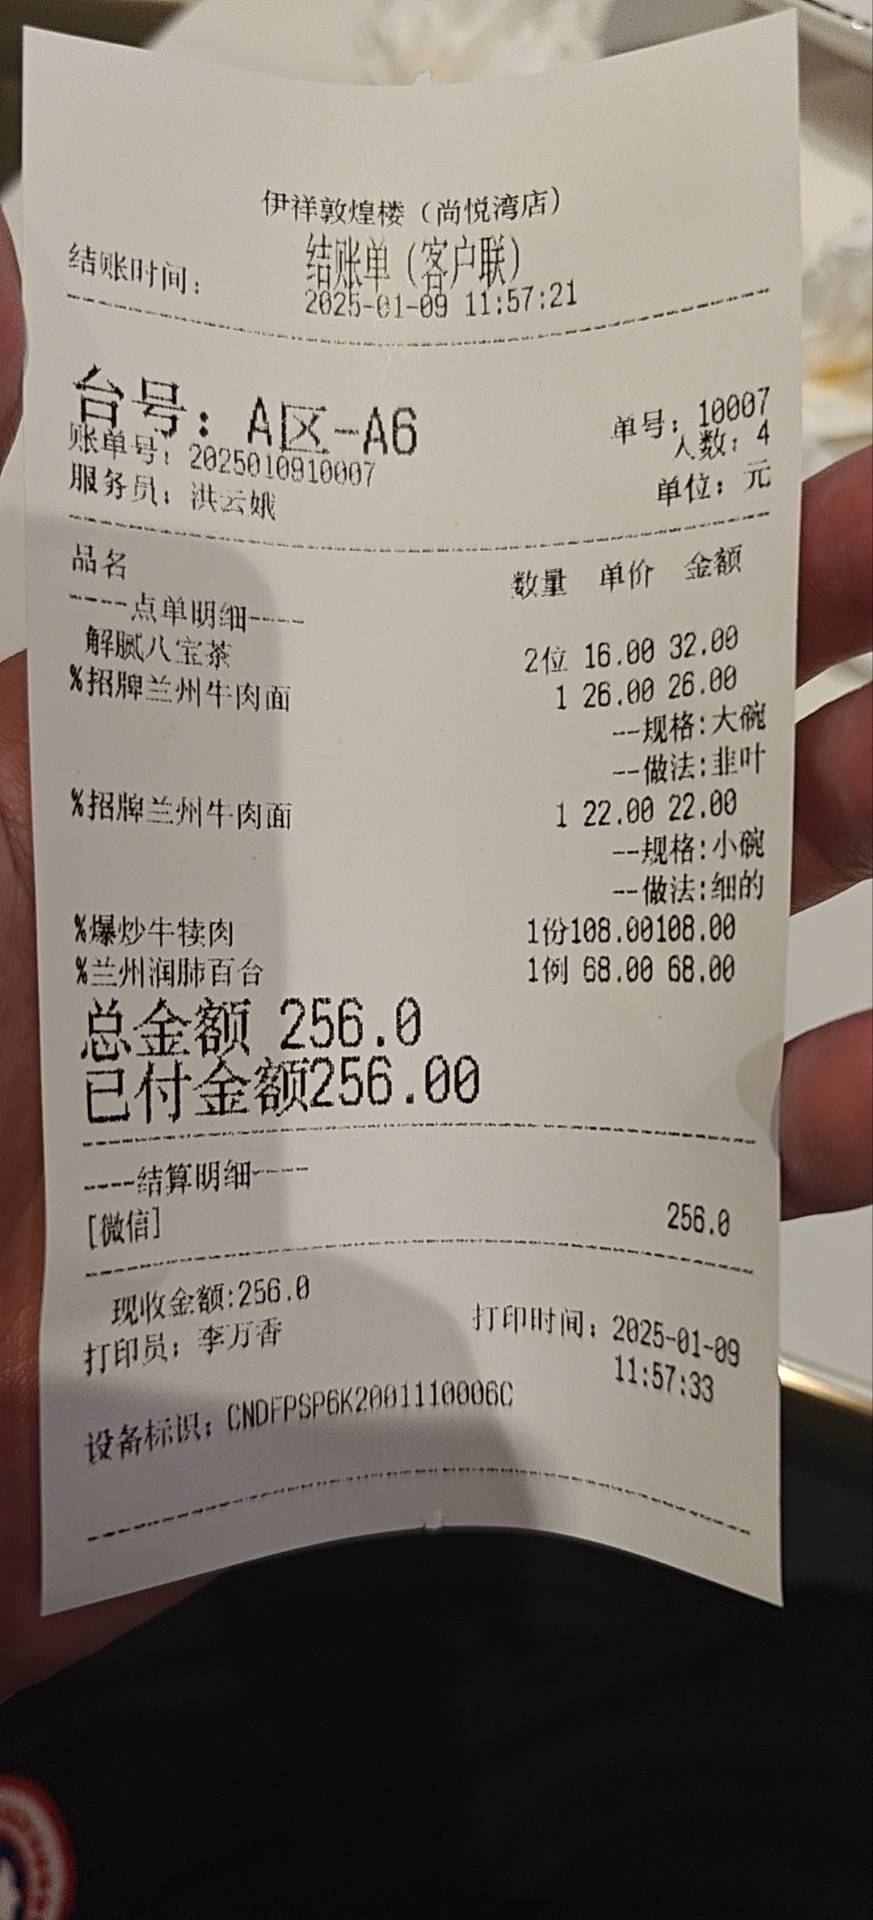 伊祥敦煌楼（尚悦湾店）
结账单（客户联）
结账时间： 2025-01-09 11:57:21
台号：A区-A6 单号：10007
账单号：2025010910007 人数：4
服务员：洪云娥 单位：元
品名 数量 单价 金额
----点单明细----
解腻八宝茶 2位 16.00 32.00
%招牌兰州牛肉面 1 26.00 26.00
--规格:大碗
--做法:韭叶
%招牌兰州牛肉面 1 22.00 22.00
--规格:小碗
--做法:细的
%爆炒牛犊肉 1份108.00108.00
%兰州润肺百合 1例 68.00 68.00
总金额 256.0
已付金额256.00
----结算明细----
[微信] 256.0
现收金额:256.0
打印员：李万香 打印时间：2025-01-09
11:57:33
设备标识：CNDFPSP6K2001110006C